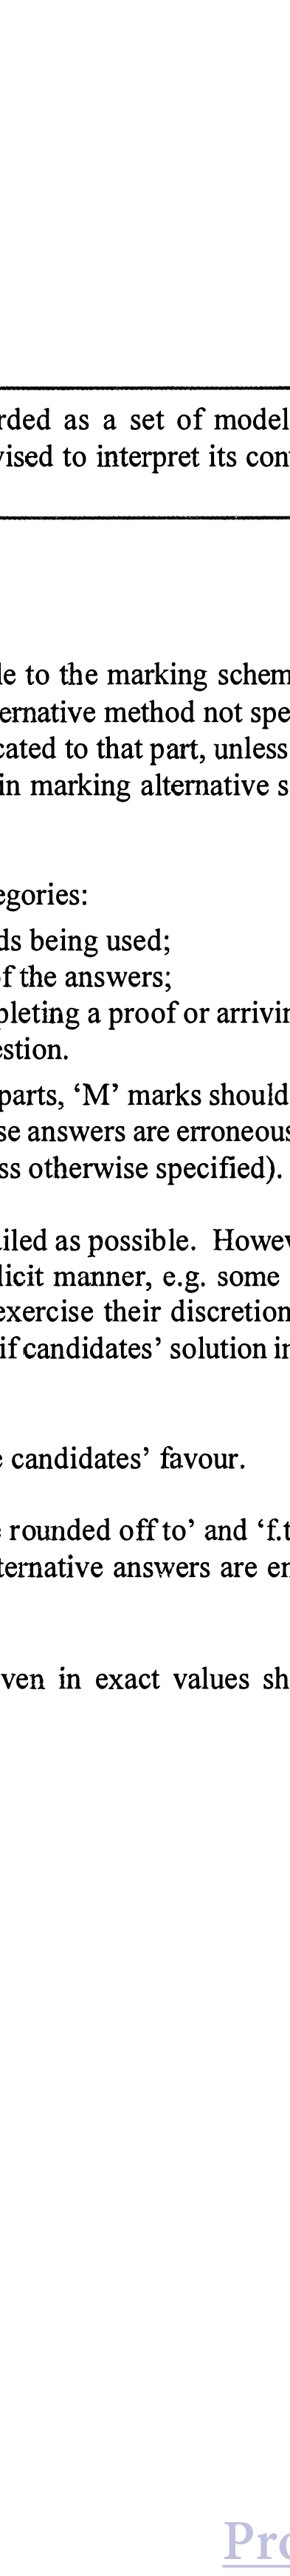 rded as a set of model
vised to interpret its con
le to the marking schem
ernative method not spe
cated to that part, unless
in marking alternative s
egories:
ds being used;
of the answers;
pleting a proof or arrivin
estion.
parts, ‘M’ marks should
se answers are erroneous
ss otherwise specified).
ailed as possible. Howev
licit manner, e.g. some
exercise their discretion
if candidates’ solution in
e candidates’ favour.
e rounded off to’ and ‘f.t
ternative answers are en
ven in exact values sh
Pro